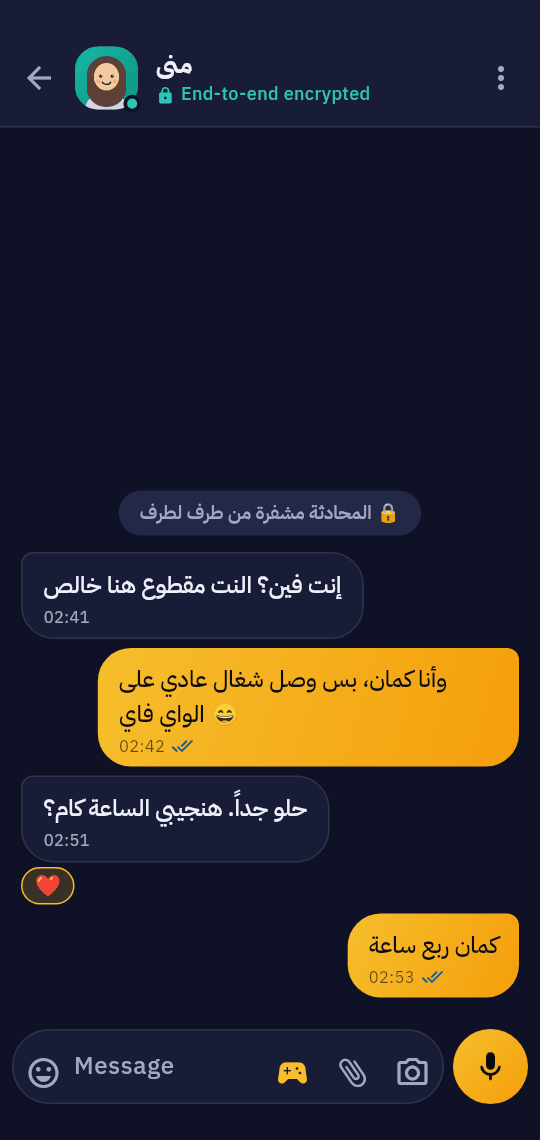 منى
End-to-end encrypted
🔒 المحادثة مشفرة من طرف لطرف
إنت فين؟ النت مقطوع هنا خالص
02:41
وأنا كمان، بس وصل شغال عادي على
الواي فاي 😄
02:42
حلو جداً. هنجيبي الساعة كام؟
02:51
❤️
كمان ربع ساعة
02:53
Message